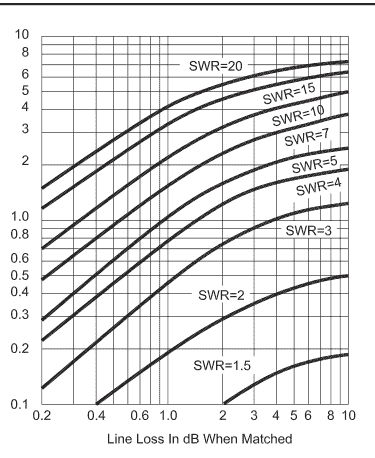 10
8
6
5
4
3
2
1.0
0.8
0.6
0.5
0.4
0.3
0.2
0.1
SWR=20
SWR=15
SWR=10
SWR=7
SWR=5
SWR=4
SWR=3
SWR=2
SWR=1.5
0.2 0.4 0.6 1.0 2 3 4 5 6 8 10
Line Loss In dB When Matched